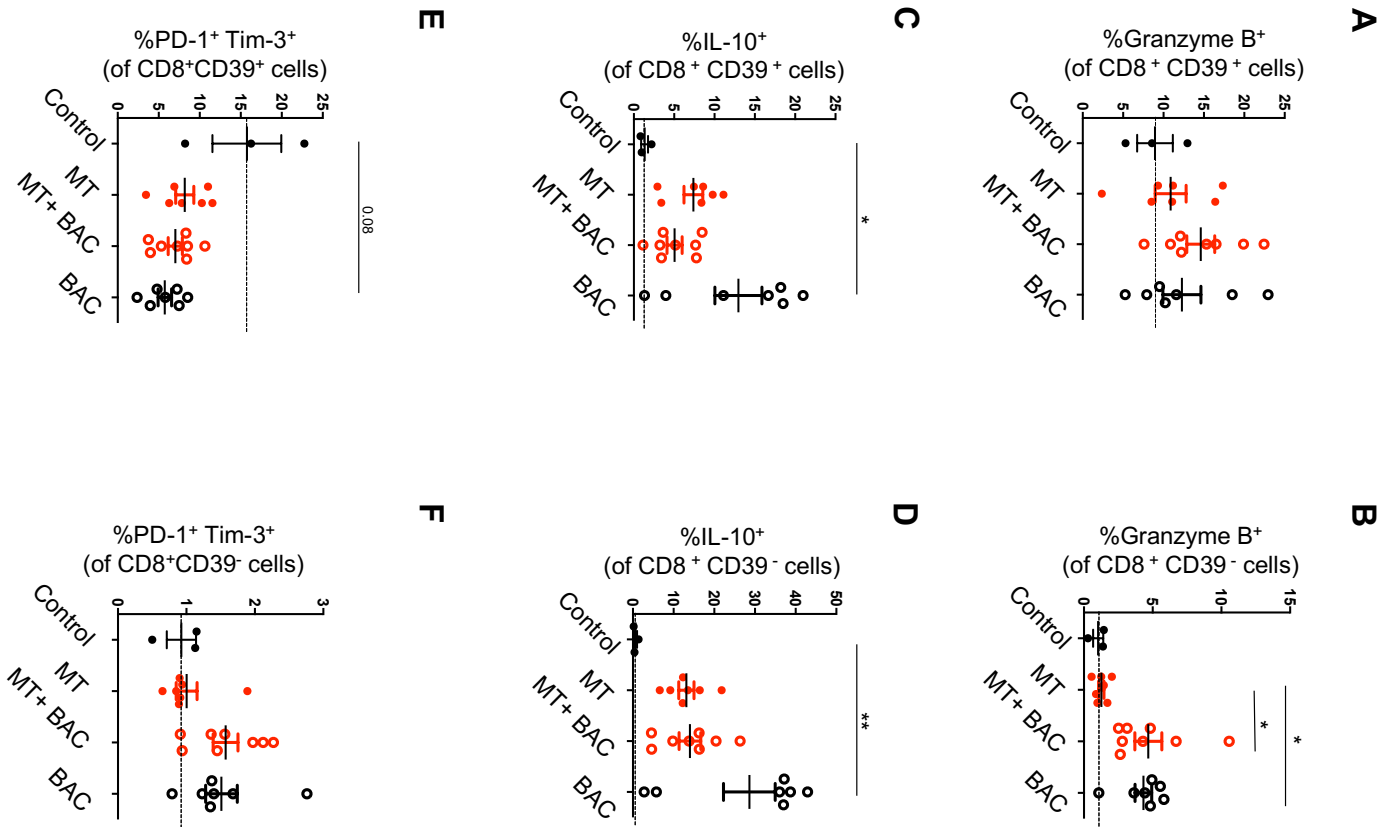 A
%Granzyme B+
(of CD8 + CD39 + cells)
0 5 10 15 20 25
Control
MT
MT+ BAC
BAC
B
%Granzyme B+
(of CD8 + CD39 - cells)
0 5 10 15
Control
MT
MT+ BAC
BAC
*
*
C
%IL-10+
(of CD8 + CD39 + cells)
0 5 10 15 20 25
Control
MT
MT+ BAC
BAC
*
D
%IL-10+
(of CD8 + CD39 - cells)
0 10 20 30 40 50
Control
MT
MT+ BAC
BAC
**
E
%PD-1+ Tim-3+
(of CD8+CD39+ cells)
0 5 10 15 20 25
Control
MT
MT+ BAC
BAC
0.08
F
%PD-1+ Tim-3+
(of CD8+CD39- cells)
0 1 2 3
Control
MT
MT+ BAC
BAC